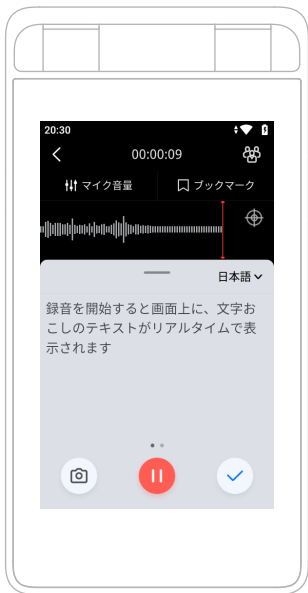 20:30
00:00:09
マイク音量
ブックマーク
日本語
録音を開始すると画面上に、文字お
こしのテキストがリアルタイムで表
示されます